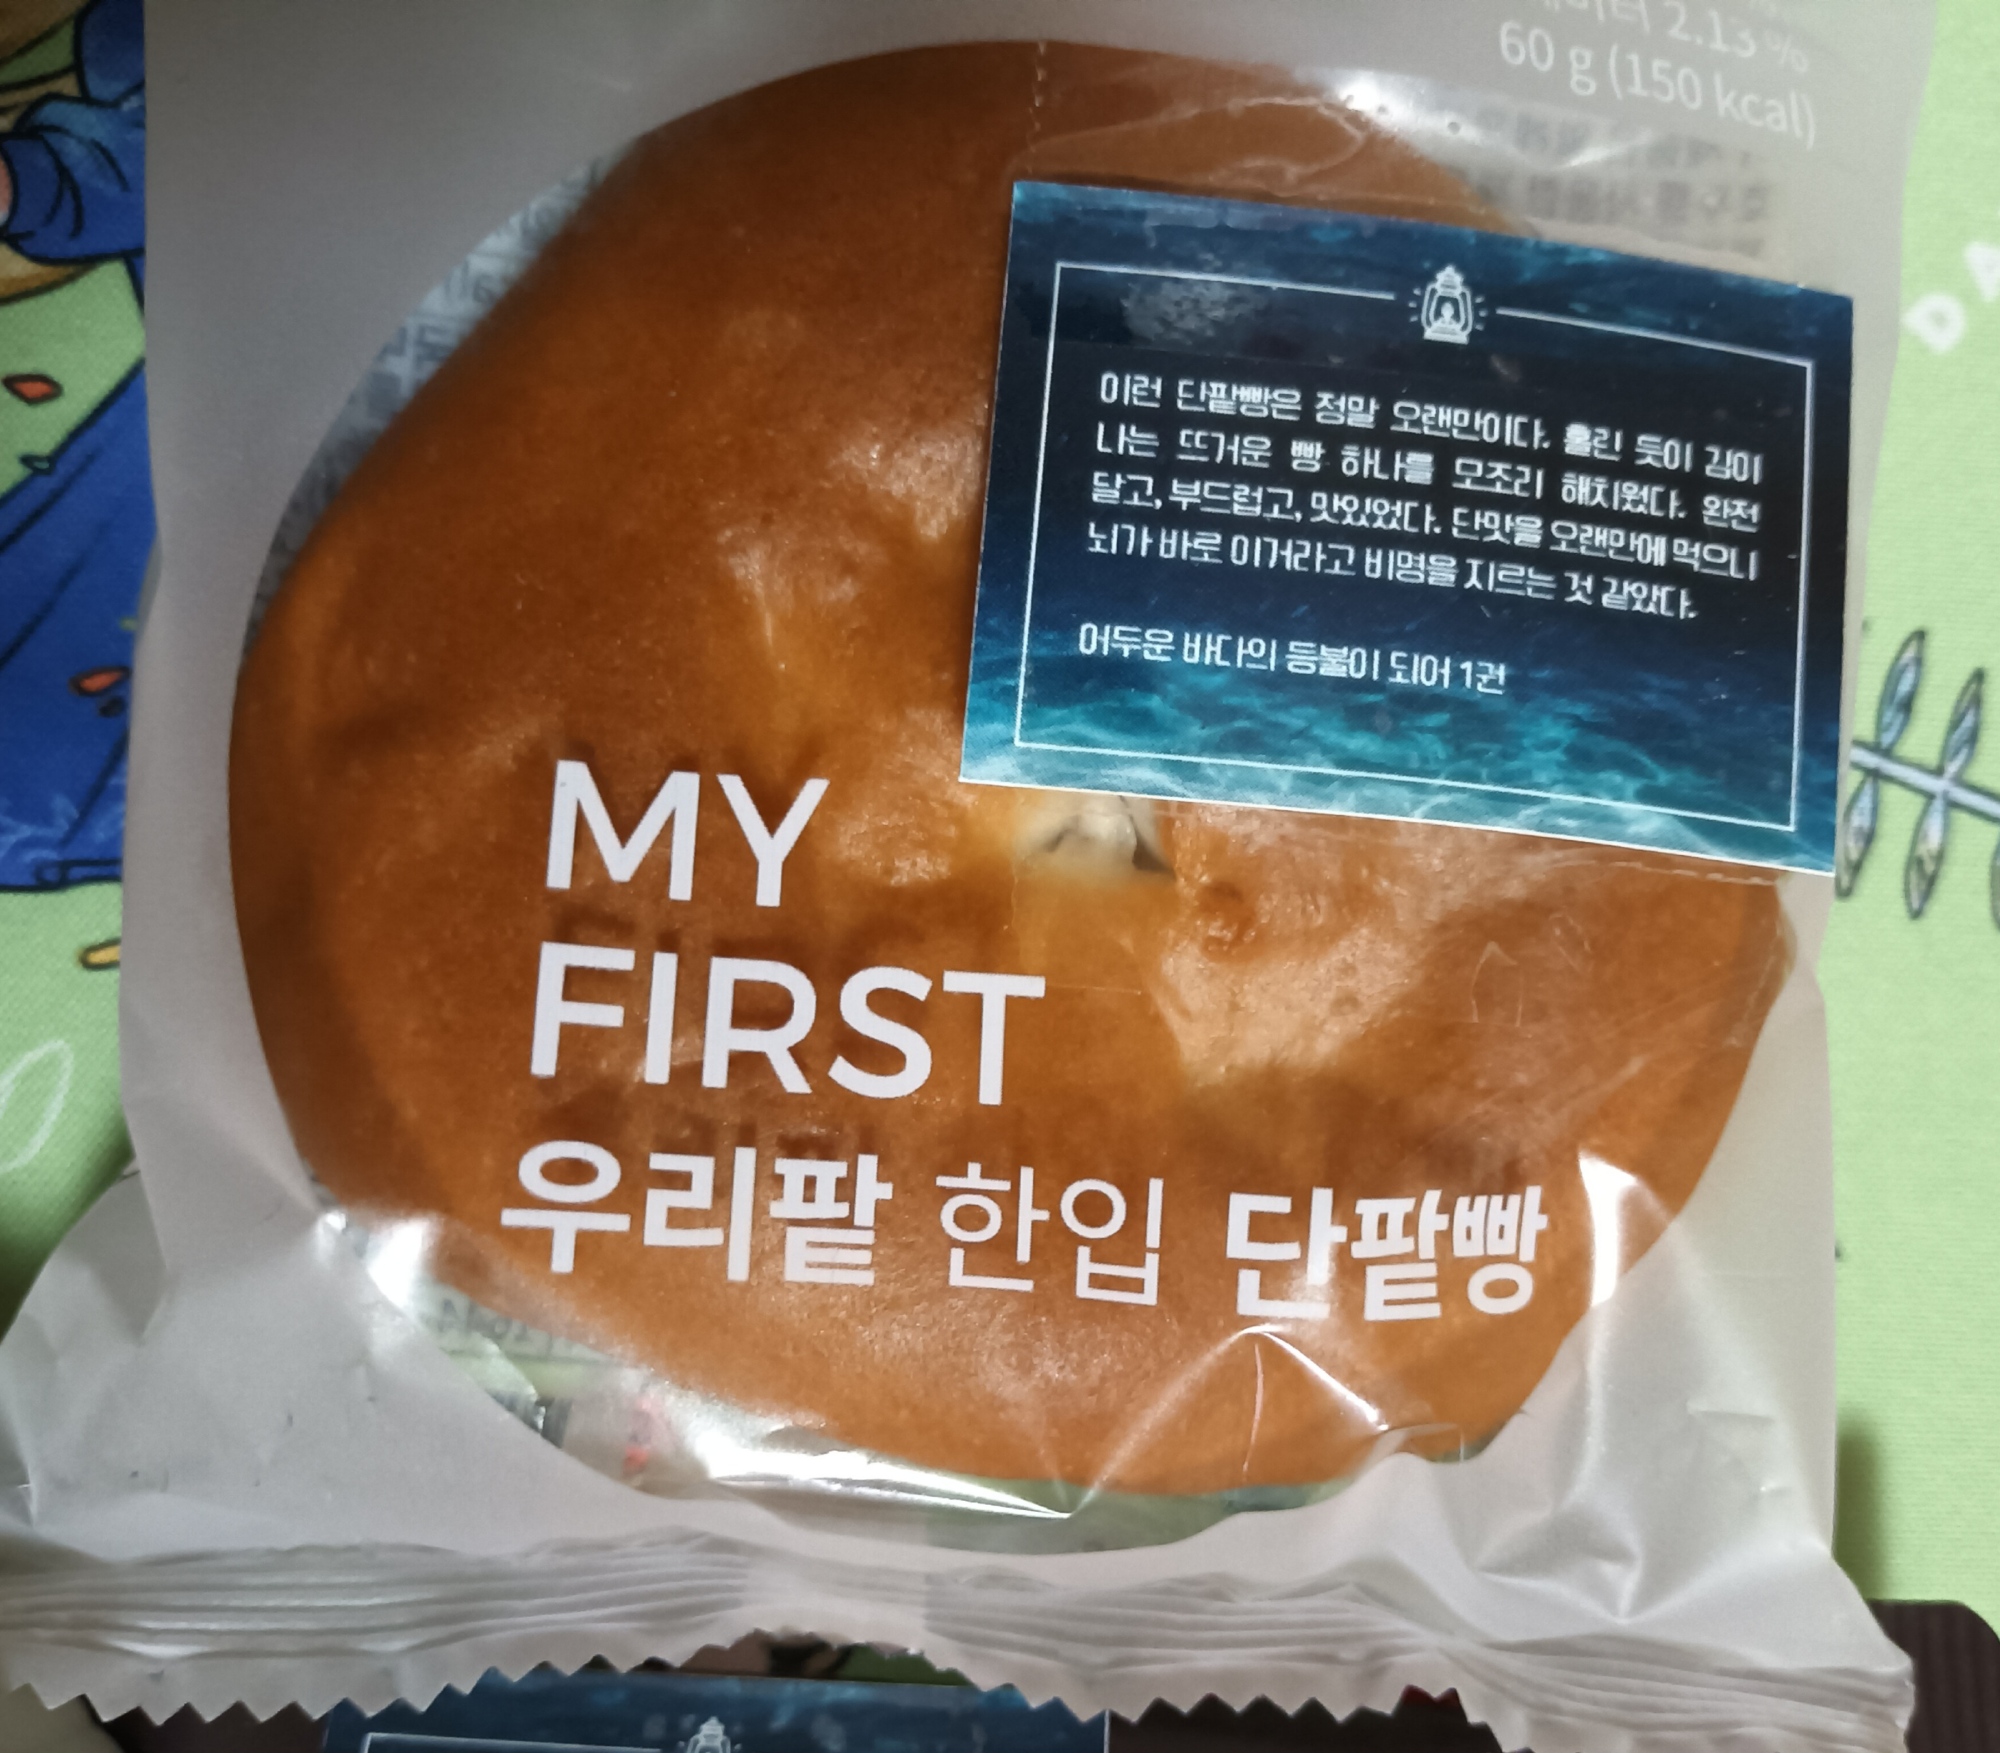 2.13%
60 g (150 kcal)
이런 단팥빵은 정말 오랜만이다. 홀린 듯이 김이
나는 뜨거운 빵 하나를 모조리 해치웠다. 완전
달고, 부드럽고, 맛있었다. 단맛을 오랜만에 먹으니
뇌가 바로 이거라고 비명을 지르는 것 같았다.
어두운 바다의 등불이 되어 1권
MY
FIRST
우리팥 한입 단팥빵